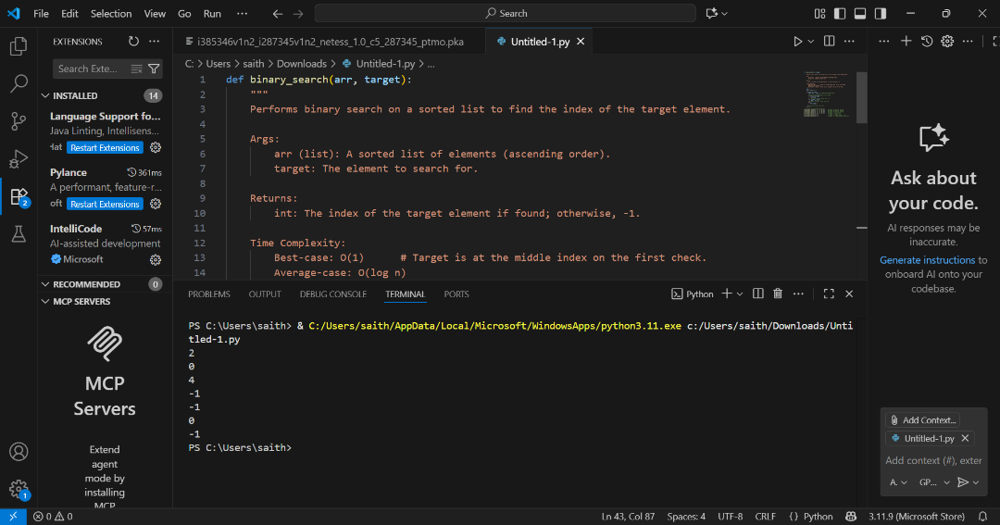 File Edit Selection View Go Run ... Search
EXTENSIONS
Search Exte...
INSTALLED 14
Language Support fo...
Java Linting, Intellisens...
Hat Restart Extensions
Pylance 361ms
A performant, feature-r...
oft Restart Extensions
IntelliCode 57ms
AI-assisted development
Microsoft
RECOMMENDED 0
MCP SERVERS
MCP
Servers
Extend
agent
mode by
installing
MCP
2
1
i385346v1n2_i287345v1n2_netess_1.0_c5_287345_ptmo.pka Untitled-1.py
C: > Users > saith > Downloads > Untitled-1.py > ...
1 def binary_search(arr, target):
2 """
3 Performs binary search on a sorted list to find the index of the target element.
4
5 Args:
6 arr (list): A sorted list of elements (ascending order).
7 target: The element to search for.
8
9 Returns:
10 int: The index of the target element if found; otherwise, -1.
11
12 Time Complexity:
13 Best-case: O(1) # Target is at the middle index on the first check.
14 Average-case: O(log n)
PROBLEMS OUTPUT DEBUG CONSOLE TERMINAL PORTS Python
PS C:\Users\saith> & C:/Users/saith/AppData/Local/Microsoft/WindowsApps/python3.11.exe c:/Users/saith/Downloads/Unti
tled-1.py
2
0
4
-1
-1
0
-1
PS C:\Users\saith>
Ask about
your code.
AI responses may be
inaccurate.
Generate instructions to
onboard AI onto your
codebase.
Add Context...
Untitled-1.py
Add context (#), exter
A. GP...
0 0 Ln 43, Col 87 Spaces: 4 UTF-8 CRLF {} Python 3.11.9 (Microsoft Store)